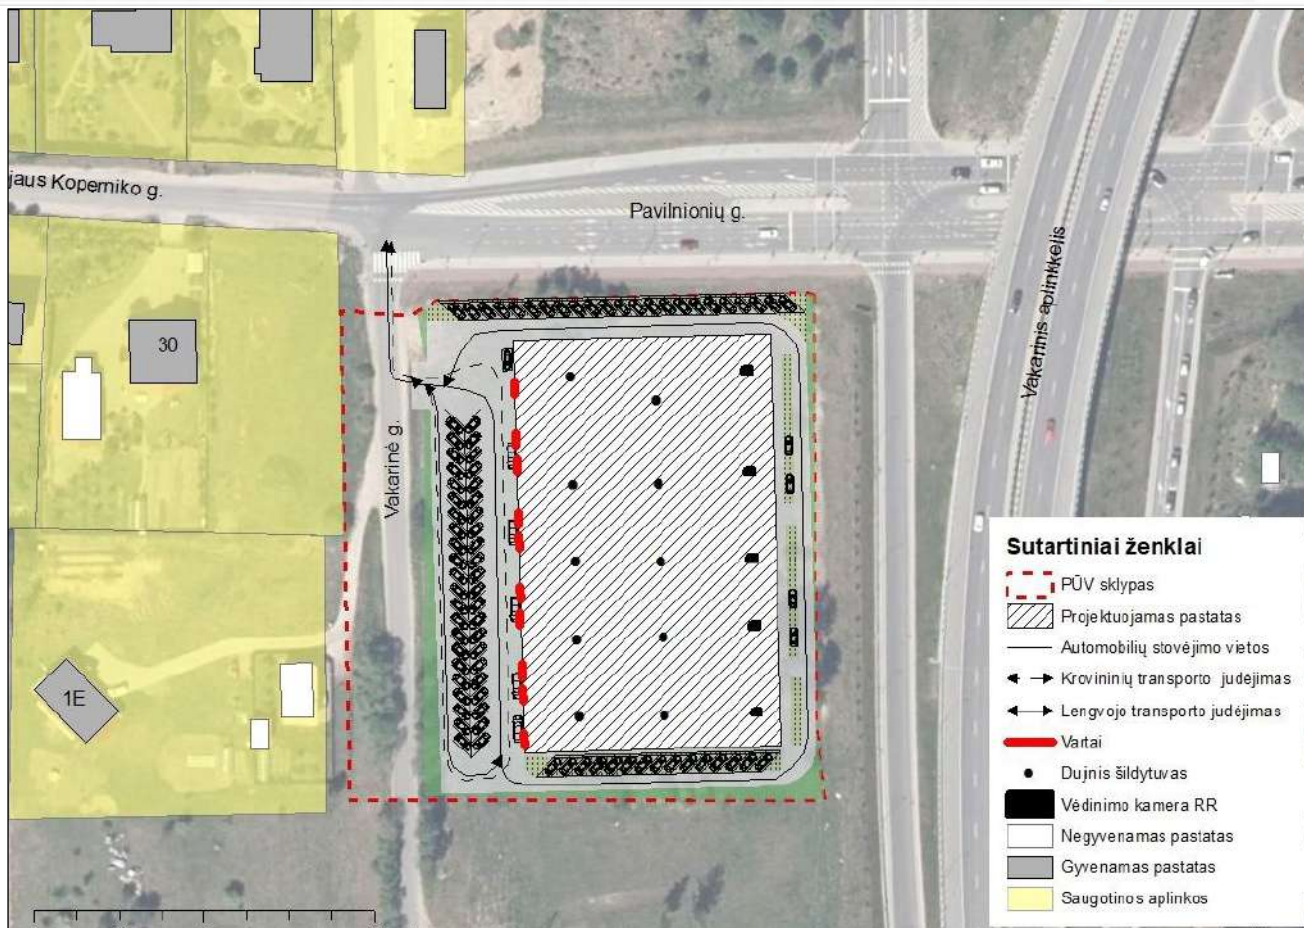 jaus Koperniko g.
Pavilnionių g.
Vakarinis aplinkkelis
30
Vakarinė g.
1E
Sutartiniai ženklai
PŪV sklypas
Projektuojamas pastatas
Automobilių stovėjimo vietos
Krovininių transporto judėjimas
Lengvojo transporto judėjimas
Vartai
Dujinis šildytuvas
Vėdinimo kamera RR
Negyvenamas pastatas
Gyvenamas pastatas
Saugotinos aplinkos